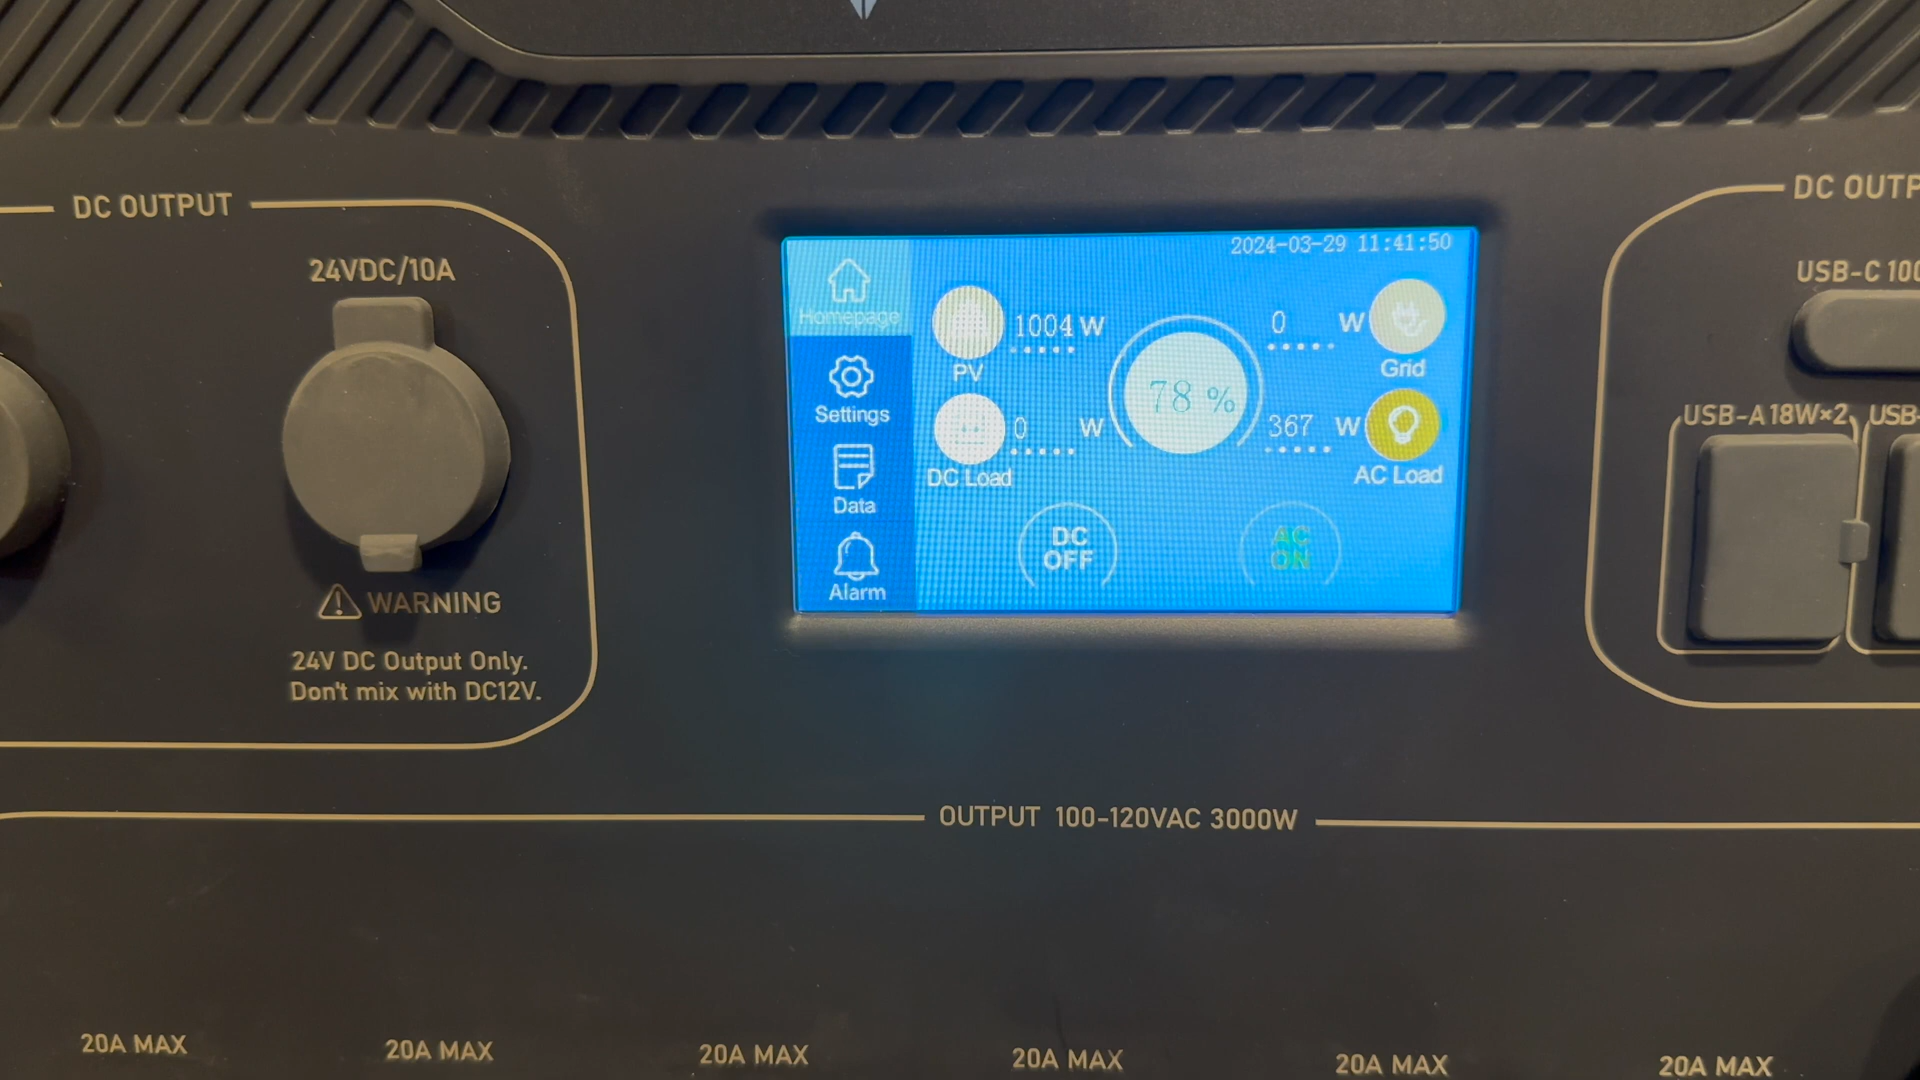 DC OUTPUT
24VDC/10A
WARNING
24V DC Output Only.
Don't mix with DC12V.
2024-03-29 11:41:50
Homepage
Settings
Data
Alarm
1004 W
PV
0 W
DC Load
78 %
0 W
Grid
367 W
AC Load
DC
OFF
AC
ON
DC OUTP
USB-C 100
USB-A 18W×2
USB-
OUTPUT 100-120VAC 3000W
20A MAX
20A MAX
20A MAX
20A MAX
20A MAX
20A MAX